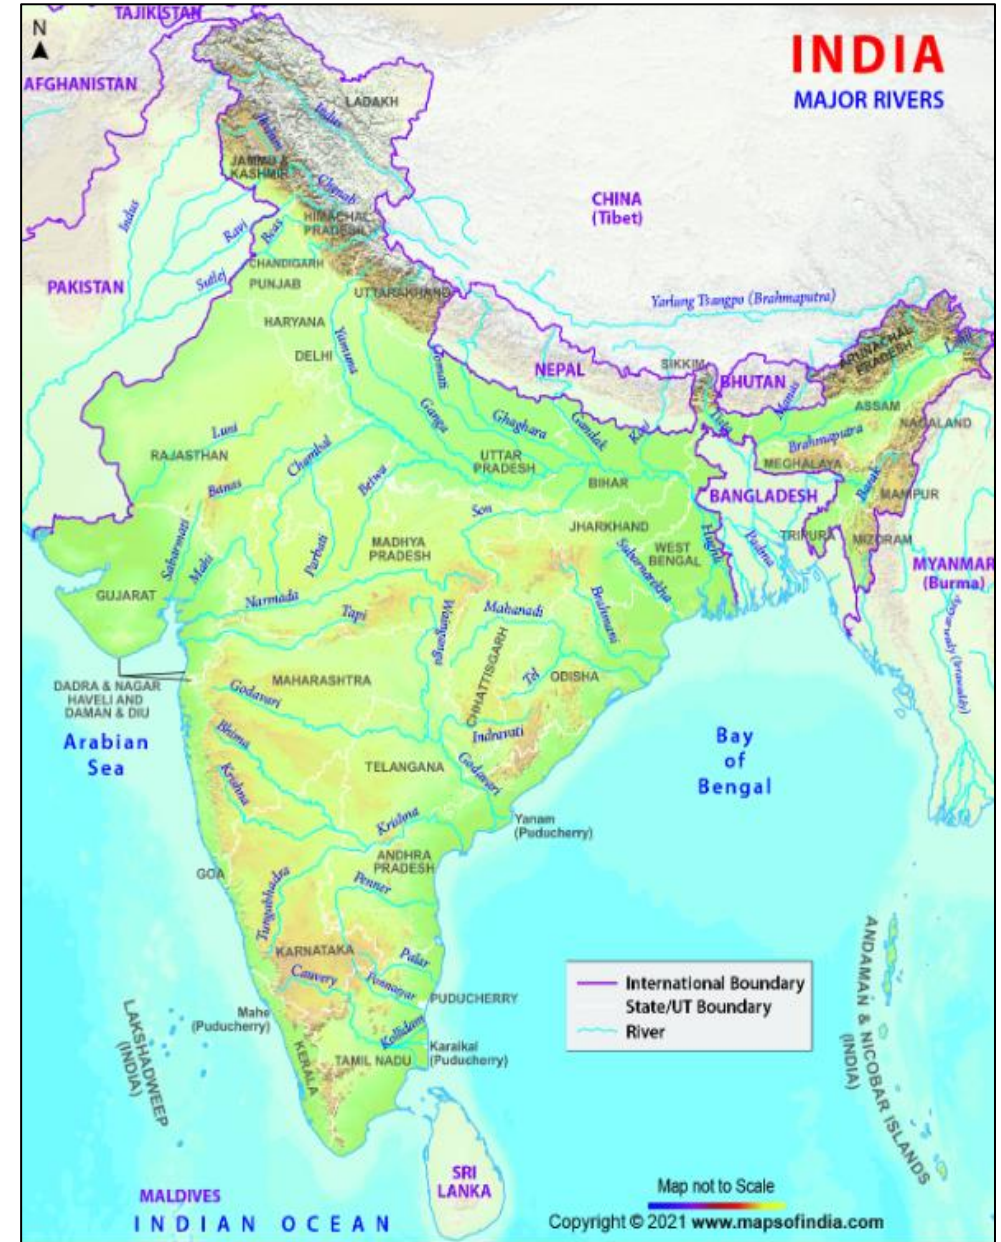 TAJIKISTAN
N
INDIA
MAJOR RIVERS
AFGHANISTAN
LADAKH
Indus
Jhelum
JAMMU &
KASHMIR
Chenab
CHINA
(Tibet)
Indus
Ravi
Beas
HIMACHAL
PRADESH
CHANDIGARH
PAKISTAN
Sutlej
PUNJAB
UTTARAKHAND
Yarlung Tsangpo (Brahmaputra)
HARYANA
Yamuna
DELHI
Gomati
NEPAL
SIKKIM
BHUTAN
ARUNACHAL
PRADESH
Lohit
Manas
ASSAM
Ganga
Ghaghara
Gandak
Kosi
Tista
NAGALAND
Luni
Chambal
RAJASTHAN
UTTAR
PRADESH
Brahmaputra
MEGHALAYA
Banas
Betwa
BIHAR
BANGLADESH
Barak
MANIPUR
Son
JHARKHAND
Sabarmati
Mahi
Parbati
MADHYA
PRADESH
WEST
BENGAL
Hughli
Padma
TRIPURA
MIZORAM
Subarnarekha
MYANMAR
(Burma)
GUJARAT
Narmada
Tapi
Wainganga
Mahanadi
Brahmani
Ayeyarwady (Irrawaddy)
DADRA & NAGAR
HAVELI AND
DAMAN & DIU
MAHARASHTRA
CHHATTISGARH
Tel
ODISHA
Godavari
Arabian
Sea
Bhima
Indravati
Bay
of
Bengal
TELANGANA
Godavari
Krishna
Krishna
Yanam
(Puducherry)
GOA
ANDHRA
PRADESH
Tungabhadra
Penner
KARNATAKA
Palar
Cauvery
Ponnaiyar
PUDUCHERRY
Mahe
(Puducherry)
Kollidam
Karaikal
(Puducherry)
KERALA
TAMIL NADU
LAKSHADWEEP
(INDIA)
ANDAMAN & NICOBAR ISLANDS
(INDIA)
International Boundary
State/UT Boundary
River
SRI
LANKA
MALDIVES
INDIAN OCEAN
Map not to Scale
Copyright © 2021 www.mapsofindia.com